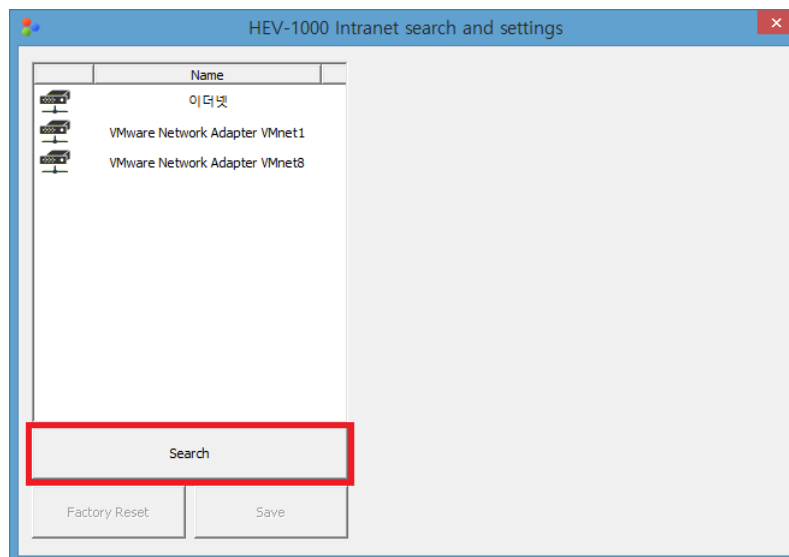 HEV-1000 Intranet search and settings
Name
이더넷
VMware Network Adapter VMnet1
VMware Network Adapter VMnet8
Search
Factory Reset
Save